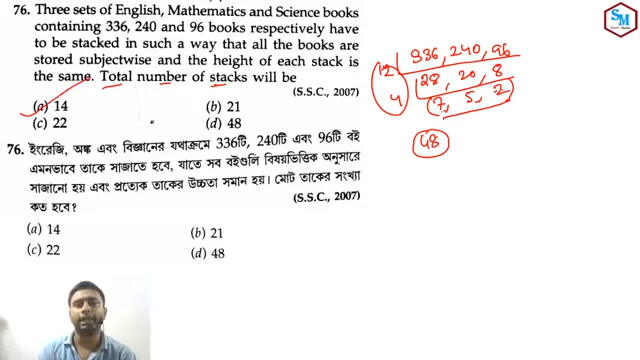 76. Three sets of English, Mathematics and Science books
containing 336, 240 and 96 books respectively have
to be stacked in such a way that all the books are
stored subjectwise and the height of each stack is
the same. Total number of stacks will be
(S.S.C., 2007)
(a) 14
(b) 21
(c) 22
(d) 48
76. ইংরেজি, অঙ্ক এবং বিজ্ঞানের যথাক্রমে 336টি, 240টি এবং 96টি বই
এমনভাবে তাকে সাজাতে হবে, যাতে সব বইগুলি বিষয়ভিত্তিক অনুসারে
সাজানো হয় এবং প্রত্যেক তাকের উচ্চতা সমান হয়। মোট তাকের সংখ্যা
কত হবে?
(S.S.C., 2007)
(a) 14
(b) 21
(c) 22
(d) 48
12 336, 240, 96
4 28, 20, 8
7, 5, 2
48
SM